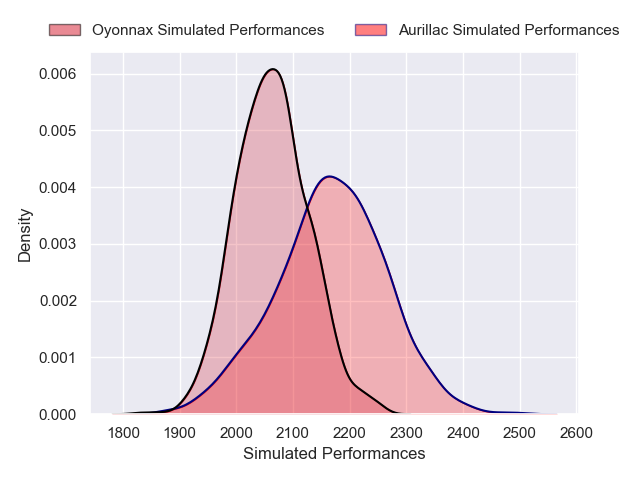 Oyonnax Simulated Performances Aurillac Simulated Performances
0.006
0.005
0.004
0.003
0.002
0.001
0.000
Density
1800 1900 2000 2100 2200 2300 2400 2500 2600
Simulated Performances